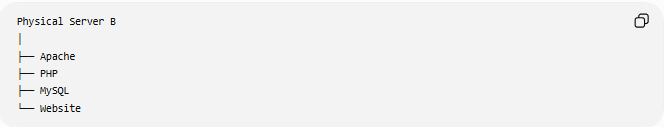 Physical Server B
│
├── Apache
├── PHP
├── MySQL
└── Website